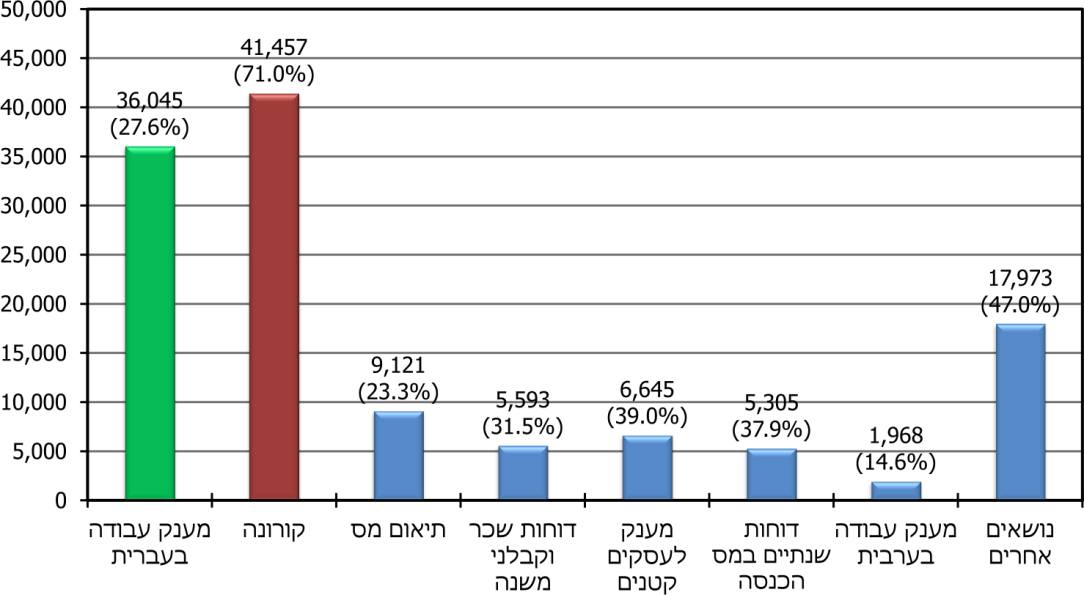 50,000
45,000
40,000
35,000
30,000
25,000
20,000
15,000
10,000
5,000
0
36,045
(27.6%)
41,457
(71.0%)
9,121
(23.3%)
5,593
(31.5%)
6,645
(39.0%)
5,305
(37.9%)
1,968
(14.6%)
17,973
(47.0%)
מענק עבודה
בעברית
קורונה
תיאום מס
דוחות שכר
וקבלני
משנה
מענק
לעסקים
קטנים
דוחות
שנתיים במס
הכנסה
מענק עבודה
בערבית
נושאים
אחרים